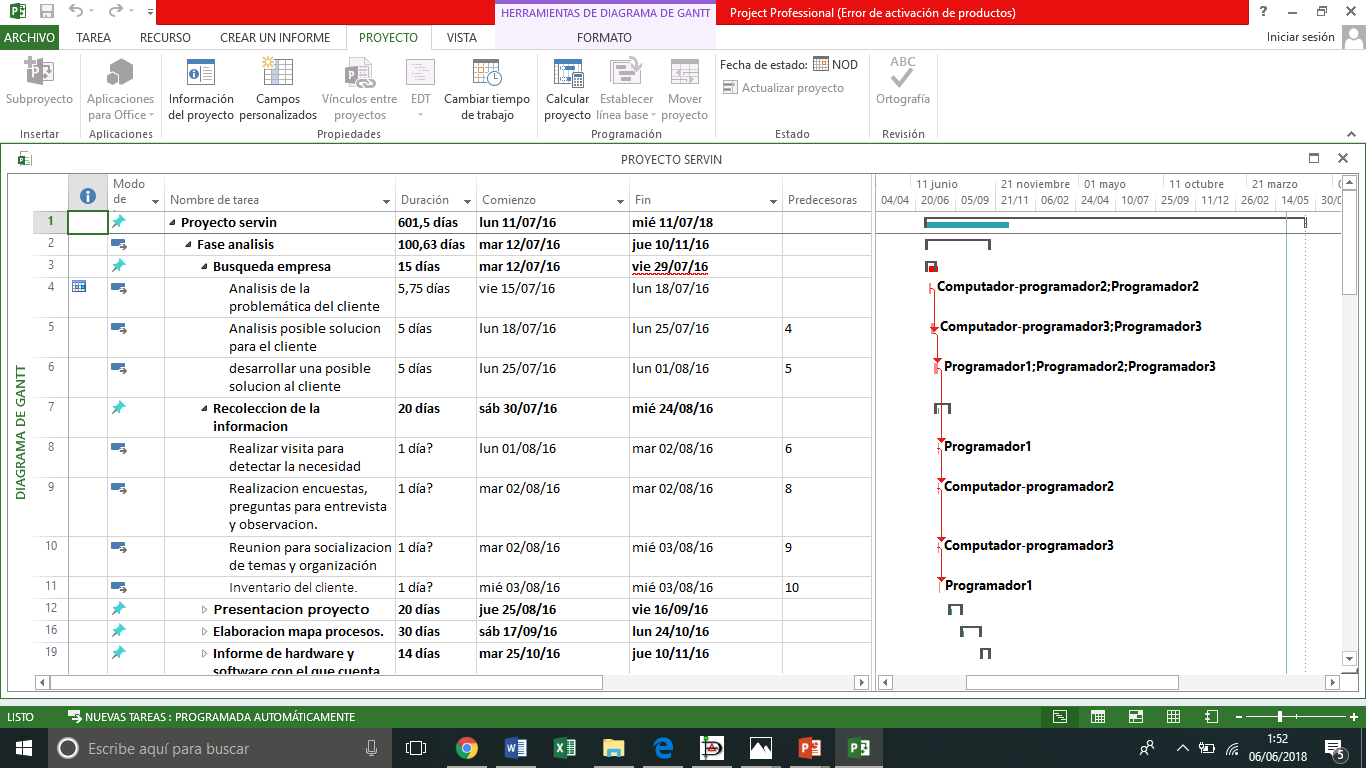 HERRAMIENTAS DE DIAGRAMA DE GANTT
Project Professional (Error de activación de productos)
ARCHIVO TAREA RECURSO CREAR UN INFORME PROYECTO VISTA FORMATO Iniciar sesión
Subproyecto
Insertar
Aplicaciones
para Office
Aplicaciones
Información
del proyecto
Campos
personalizados
Vínculos entre
proyectos
EDT
Cambiar tiempo
de trabajo
Propiedades
Calcular
proyecto
Establecer
línea base
Mover
proyecto
Programación
Fecha de estado: NOD
Actualizar proyecto
Estado
ABC
Ortografía
Revisión
PROYECTO SERVIN
DIAGRAMA DE GANTT
Modo
de Nombre de tarea Duración Comienzo Fin Predecesoras
11 junio 21 noviembre 01 mayo 11 octubre 21 marzo
04/04 20/06 05/09 21/11 06/02 24/04 10/07 25/09 11/12 26/02 14/05 30/0
1 Proyecto servin 601,5 días lun 11/07/16 mié 11/07/18
2 Fase analisis 100,63 días mar 12/07/16 jue 10/11/16
3 Busqueda empresa 15 días mar 12/07/16 vie 29/07/16
4 Analisis de la 5,75 días vie 15/07/16 lun 18/07/16 Computador-programador2;Programador2
problemática del cliente
5 Analisis posible solucion 5 días lun 18/07/16 lun 25/07/16 4 Computador-programador3;Programador3
para el cliente
6 desarrollar una posible 5 días lun 25/07/16 lun 01/08/16 5 Programador1;Programador2;Programador3
solucion al cliente
7 Recoleccion de la 20 días sáb 30/07/16 mié 24/08/16
informacion
8 Realizar visita para 1 día? lun 01/08/16 mar 02/08/16 6 Programador1
detectar la necesidad
9 Realizacion encuestas, 1 día? mar 02/08/16 mar 02/08/16 8 Computador-programador2
preguntas para entrevista
y observacion.
10 Reunion para socializacion 1 día? mar 02/08/16 mié 03/08/16 9 Computador-programador3
de temas y organización
11 Inventario del cliente. 1 día? mié 03/08/16 mié 03/08/16 10 Programador1
12 Presentacion proyecto 20 días jue 25/08/16 vie 16/09/16
16 Elaboracion mapa procesos. 30 días sáb 17/09/16 lun 24/10/16
19 Informe de hardware y 14 días mar 25/10/16 jue 10/11/16
software con el que cuenta
LISTO NUEVAS TAREAS : PROGRAMADA AUTOMÁTICAMENTE
Escribe aquí para buscar
1:52
06/06/2018
5